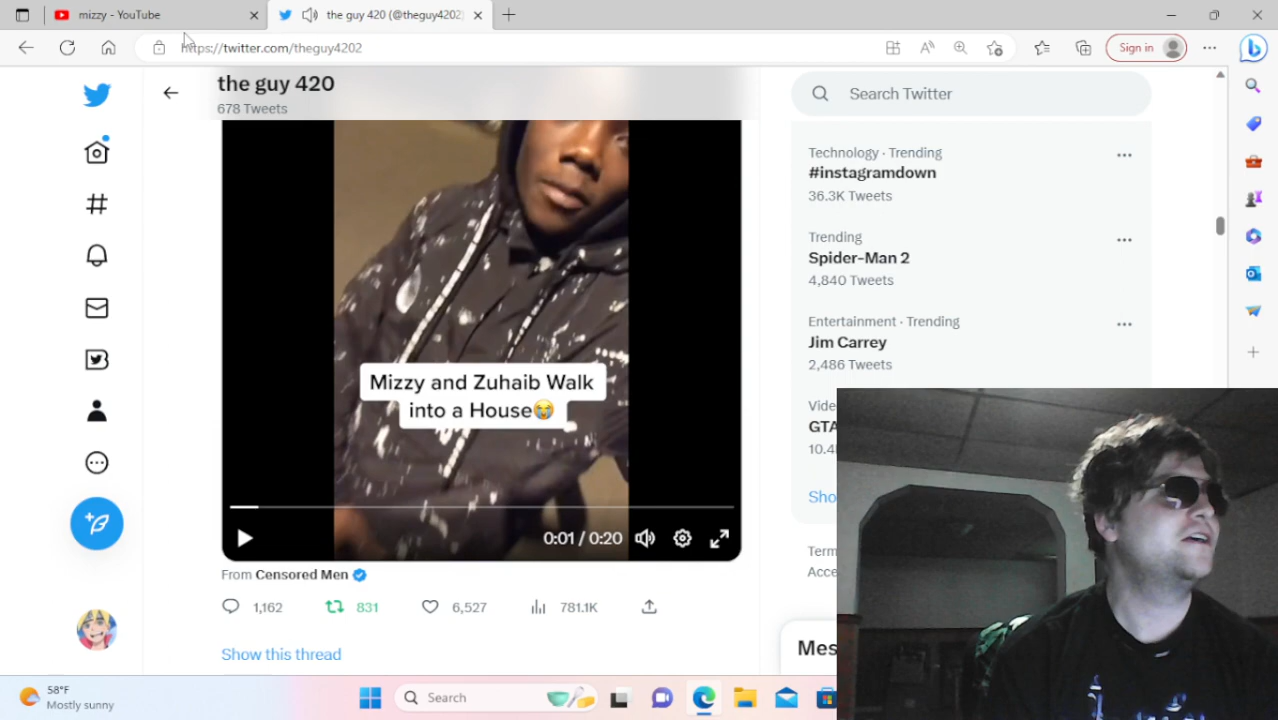 mizzy - YouTube
the guy 420 (@theguy4202)
https://twitter.com/theguy4202
Sign in
the guy 420
678 Tweets
Search Twitter
Technology · Trending
#instagramdown
36.3K Tweets
Trending
Spider-Man 2
4,840 Tweets
Entertainment · Trending
Jim Carrey
2,486 Tweets
Mizzy and Zuhaib Walk
into a House😭
0:01 / 0:20
From Censored Men
1,162
831
6,527
781.1K
Show this thread
58°F
Mostly sunny
Search